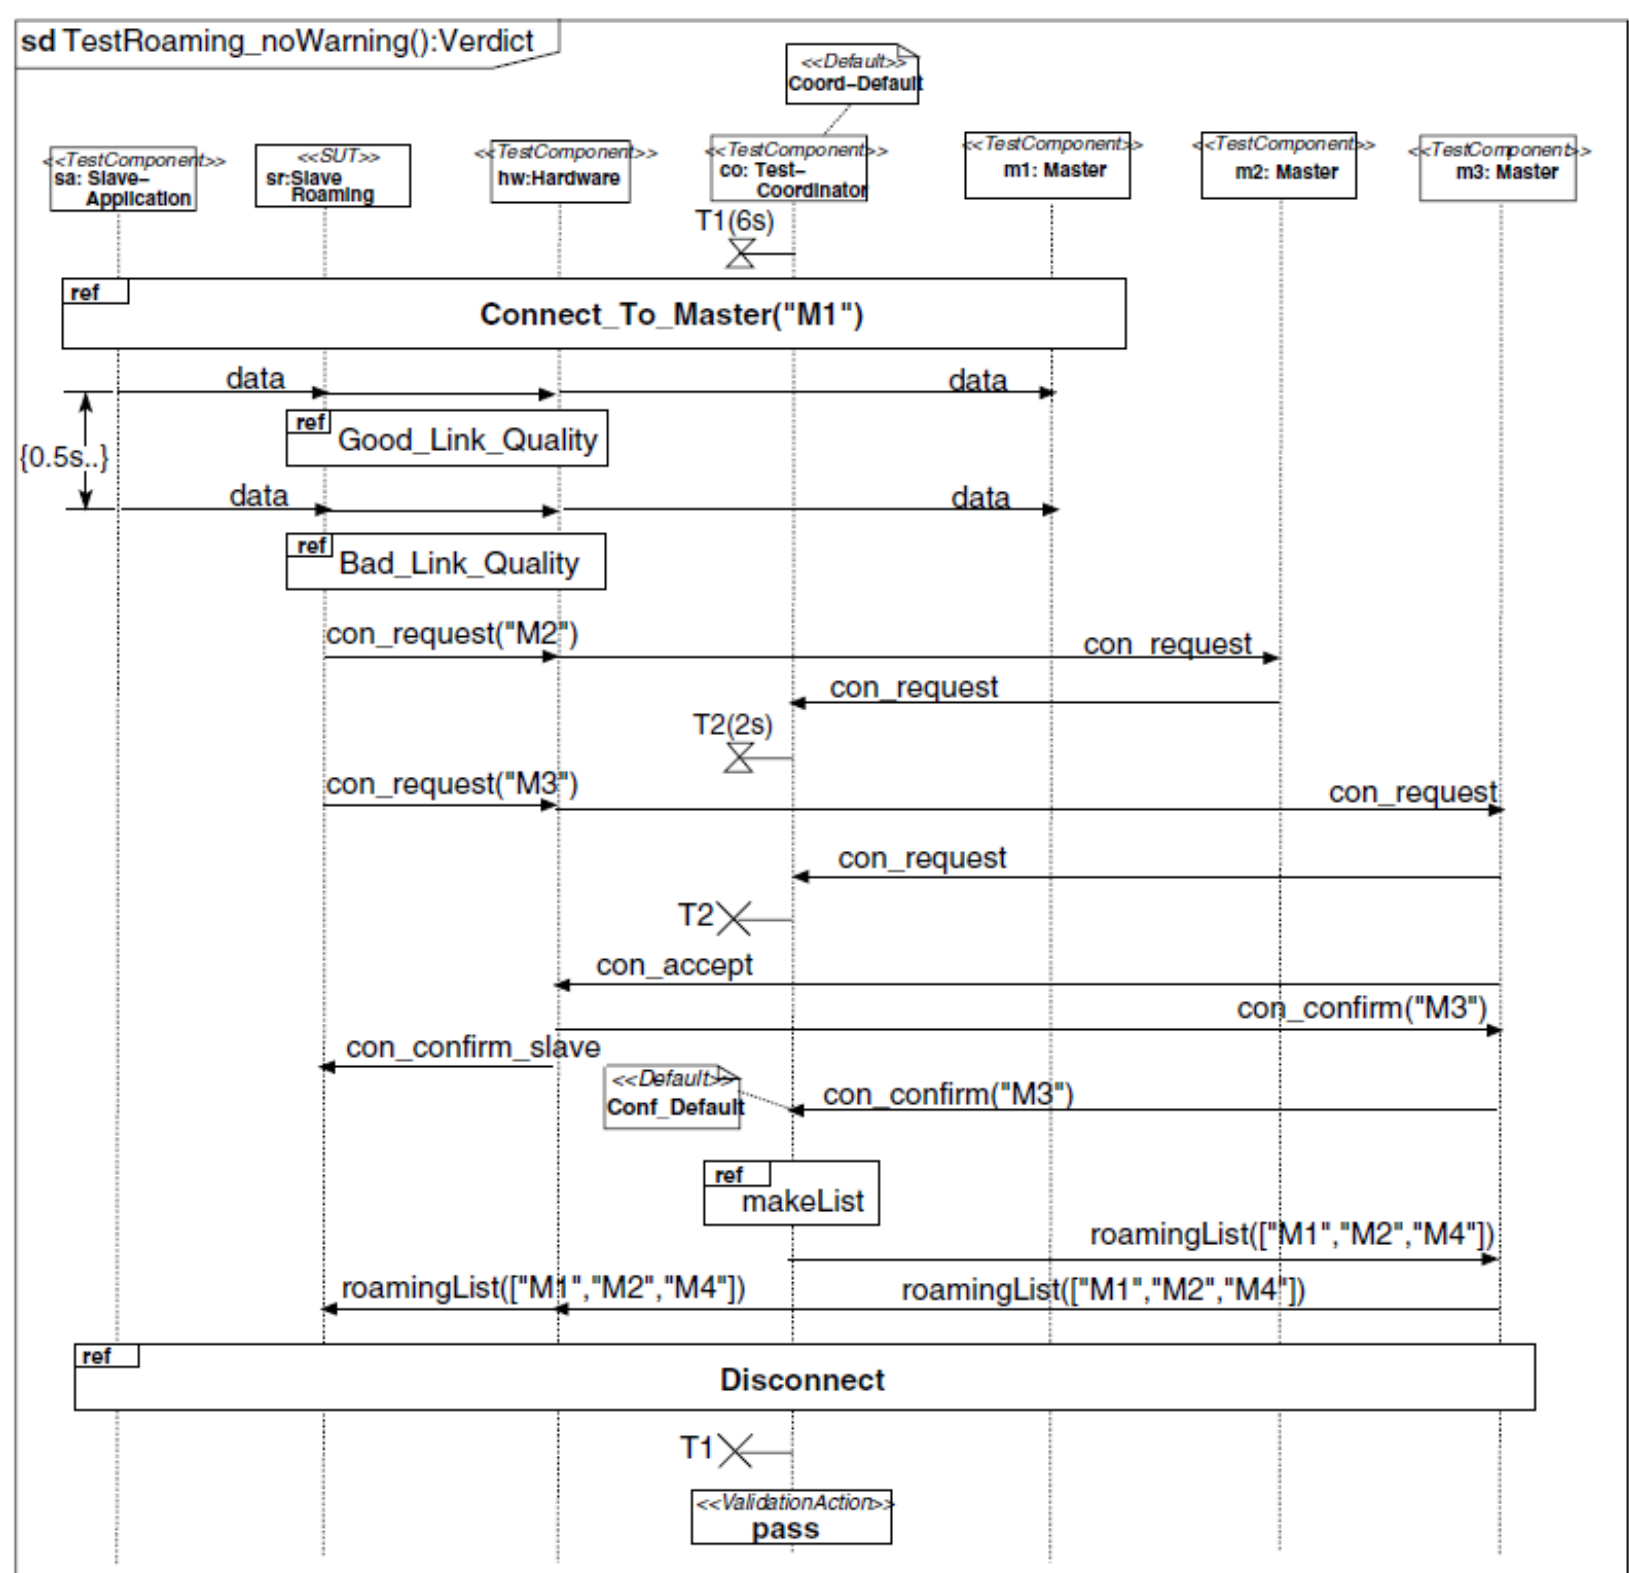 sd TestRoaming_noWarning():Verdict
<<Default>>
Coord-Default
<<TestComponent>>
sa: Slave-
Application
<<SUT>>
sr:Slave
Roaming
<<TestComponent>>
hw:Hardware
<<TestComponent>>
co: Test-
Coordinator
<<TestComponent>>
m1: Master
<<TestComponent>>
m2: Master
<<TestComponent>>
m3: Master
T1(6s)
ref
Connect_To_Master("M1")
data
data
ref
Good_Link_Quality
{0.5s..}
data
data
ref
Bad_Link_Quality
con_request("M2")
con_request
con_request
T2(2s)
con_request("M3")
con_request
con_request
T2
con_accept
con_confirm("M3")
con_confirm_slave
<<Default>>
Conf_Default
con_confirm("M3")
ref
makeList
roamingList(["M1","M2","M4"])
roamingList(["M1","M2","M4"])
roamingList(["M1","M2","M4"])
ref
Disconnect
T1
<<ValidationAction>>
pass